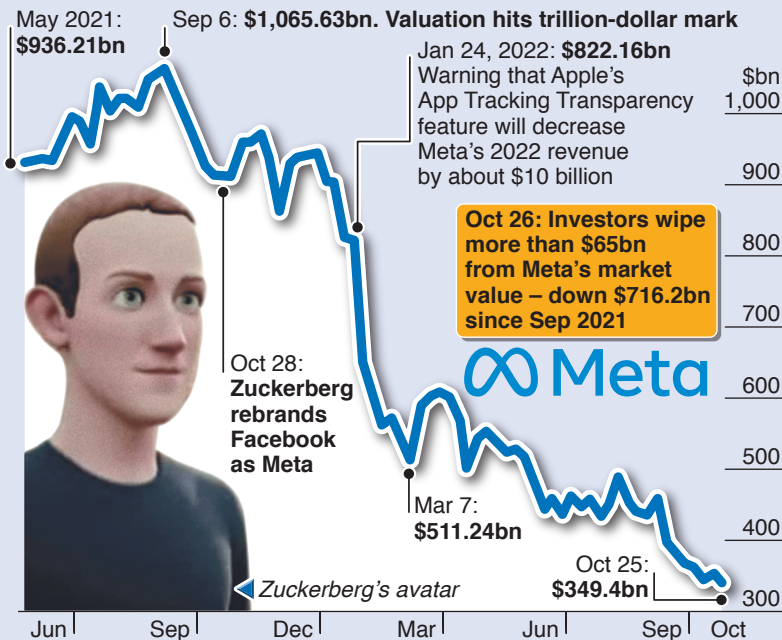 May 2021:
$936.21bn
Sep 6: $1,065.63bn. Valuation hits trillion-dollar mark
Jan 24, 2022: $822.16bn
Warning that Apple’s
App Tracking Transparency
feature will decrease
Meta’s 2022 revenue
by about $10 billion
$bn
1,000
900
800
700
600
500
400
300
Oct 26: Investors wipe
more than $65bn
from Meta’s market
value – down $716.2bn
since Sep 2021
Meta
Oct 28:
Zuckerberg
rebrands
Facebook
as Meta
Mar 7:
$511.24bn
Oct 25:
$349.4bn
Zuckerberg’s avatar
Jun Sep Dec Mar Jun Sep Oct